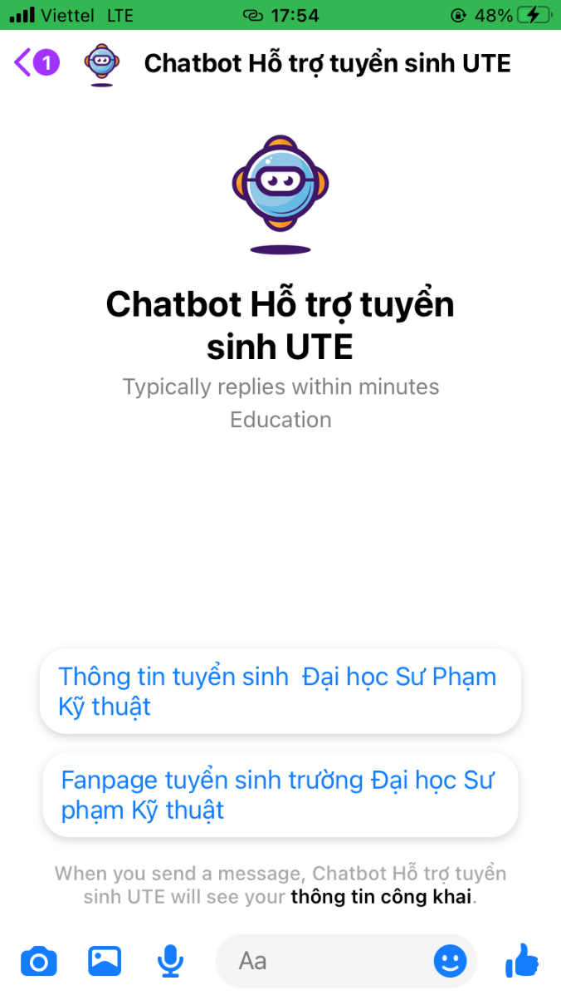 Viettel LTE 17:54 48%
1 Chatbot Hỗ trợ tuyển sinh UTE
Chatbot Hỗ trợ tuyển
sinh UTE
Typically replies within minutes
Education
Thông tin tuyển sinh Đại học Sư Phạm
Kỹ thuật
Fanpage tuyển sinh trường Đại học Sư
phạm Kỹ thuật
When you send a message, Chatbot Hỗ trợ tuyển
sinh UTE will see your thông tin công khai.
Aa